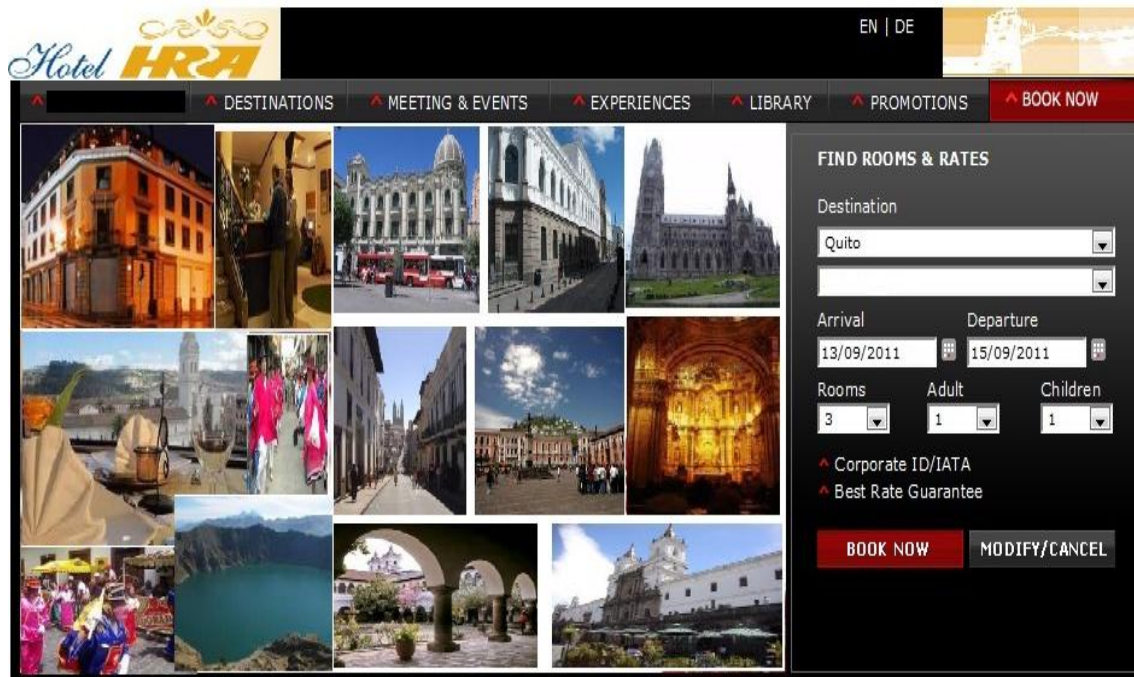 Hotel HRA
EN | DE
^ ^ DESTINATIONS ^ MEETING & EVENTS ^ EXPERIENCES ^ LIBRARY ^ PROMOTIONS ^ BOOK NOW
FIND ROOMS & RATES
Destination
Quito
Arrival Departure
13/09/2011 15/09/2011
Rooms Adult Children
3 1 1
^ Corporate ID/IATA
^ Best Rate Guarantee
BOOK NOW MODIFY/CANCEL